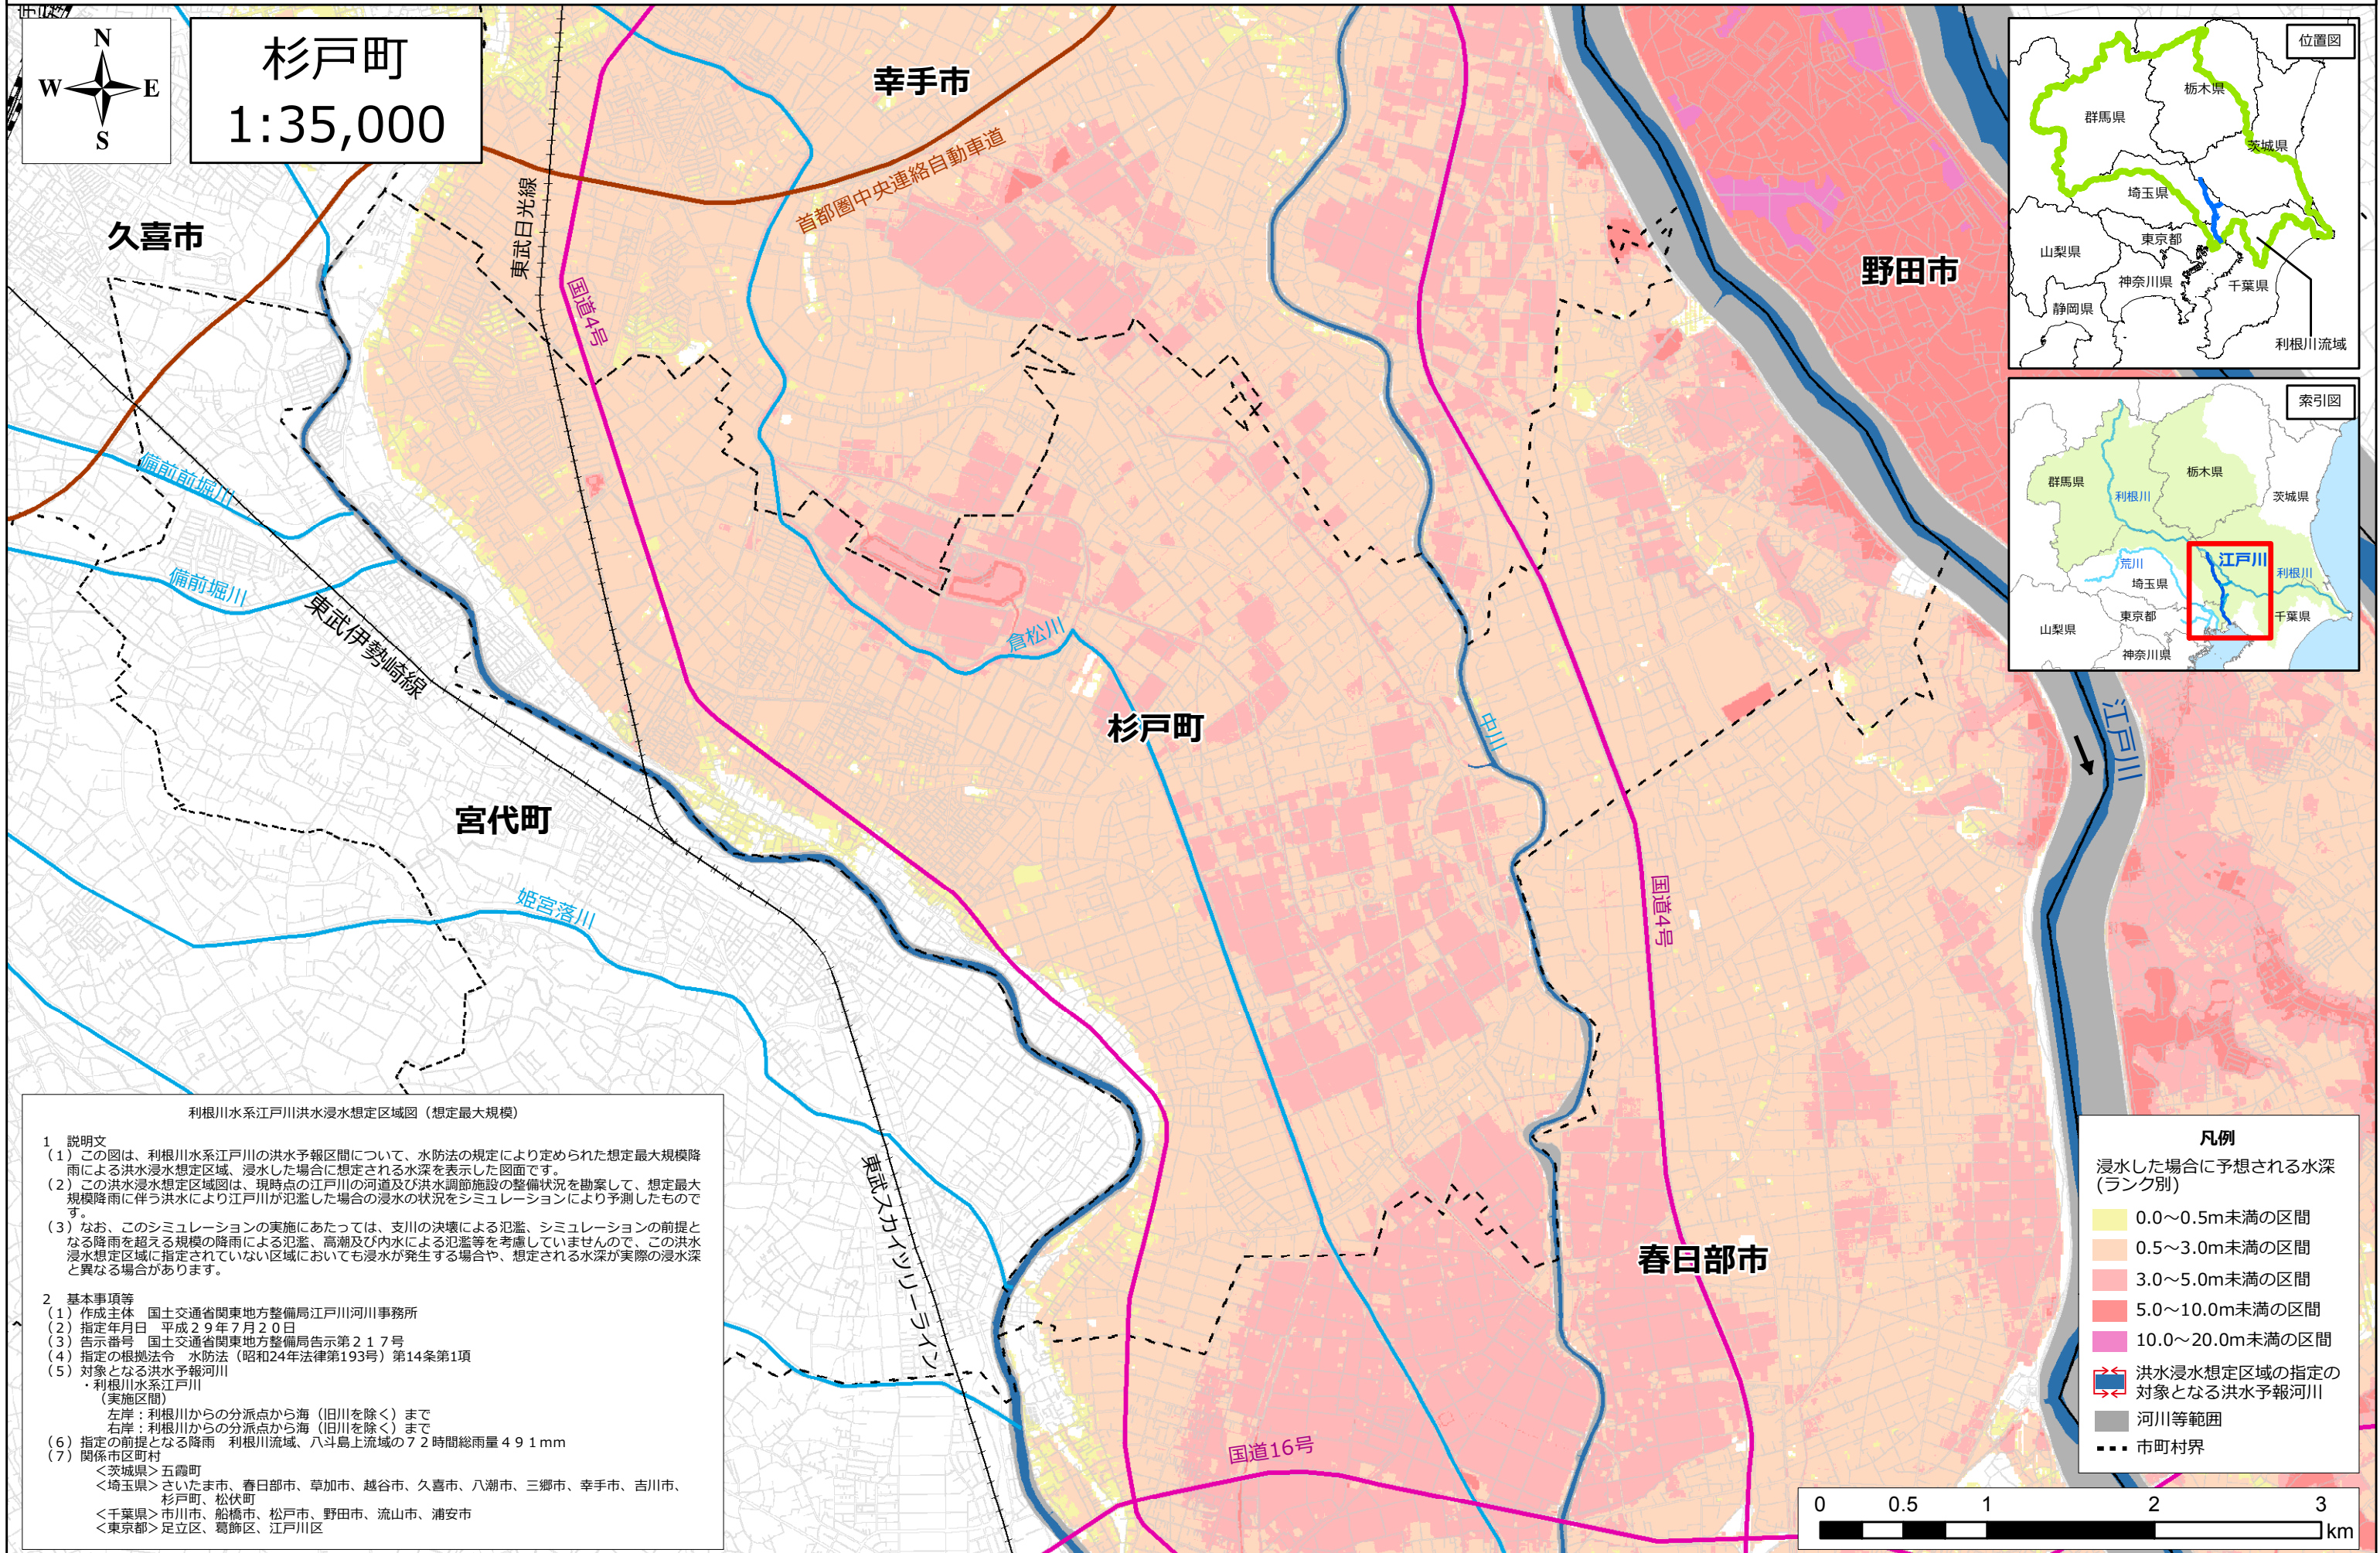 杉戸町
1:35,000
N
W
E
S
久喜市
幸手市
野田市
宮代町
杉戸町
春日部市
首都圏中央連絡自動車道
東武日光線
国道4号
備前前堀川
備前堀川
東武伊勢崎線
倉松川
中川
江戸川
姫宮落川
国道4号
東武スカイツリーライン
国道16号
位置図
群馬県
栃木県
茨城県
埼玉県
東京都
山梨県
神奈川県
千葉県
静岡県
利根川流域
索引図
群馬県
栃木県
茨城県
利根川
江戸川
荒川
利根川
埼玉県
東京都
千葉県
山梨県
神奈川県
利根川水系江戸川洪水浸水想定区域図（想定最大規模）
1　説明文
（1）この図は、利根川水系江戸川の洪水予報区間について、水防法の規定により定められた想定最大規模降
雨による洪水浸水想定区域、浸水した場合に想定される水深を表示した図面です。
（2）この洪水浸水想定区域図は、現時点の江戸川の河道及び洪水調節施設の整備状況を勘案して、想定最大
規模降雨に伴う洪水により江戸川が氾濫した場合の浸水の状況をシミュレーションにより予測したもので
す。
（3）なお、このシミュレーションの実施にあたっては、支川の決壊による氾濫、シミュレーションの前提と
なる降雨を超える規模の降雨による氾濫、高潮及び内水による氾濫等を考慮していませんので、この洪水
浸水想定区域に指定されていない区域においても浸水が発生する場合や、想定される水深が実際の浸水深
と異なる場合があります。
2　基本事項等
（1）作成主体　国土交通省関東地方整備局江戸川河川事務所
（2）指定年月日　平成２９年７月２０日
（3）告示番号　国土交通省関東地方整備局告示第２１７号
（4）指定の根拠法令　水防法（昭和24年法律第193号）第14条第1項
（5）対象となる洪水予報河川
・利根川水系江戸川
（実施区間）
左岸：利根川からの分派点から海（旧川を除く）まで
右岸：利根川からの分派点から海（旧川を除く）まで
（6）指定の前提となる降雨　利根川流域、八斗島上流域の７２時間総雨量４９１mm
（7）関係市区町村
＜茨城県＞五霞町
＜埼玉県＞さいたま市、春日部市、草加市、越谷市、久喜市、八潮市、三郷市、幸手市、吉川市、
杉戸町、松伏町
＜千葉県＞市川市、船橋市、松戸市、野田市、流山市、浦安市
＜東京都＞足立区、葛飾区、江戸川区
凡例
浸水した場合に予想される水深
(ランク別)
0.0～0.5m未満の区間
0.5～3.0m未満の区間
3.0～5.0m未満の区間
5.0～10.0m未満の区間
10.0～20.0m未満の区間
洪水浸水想定区域の指定の
対象となる洪水予報河川
河川等範囲
市町村界
0 0.5 1 2 3
km